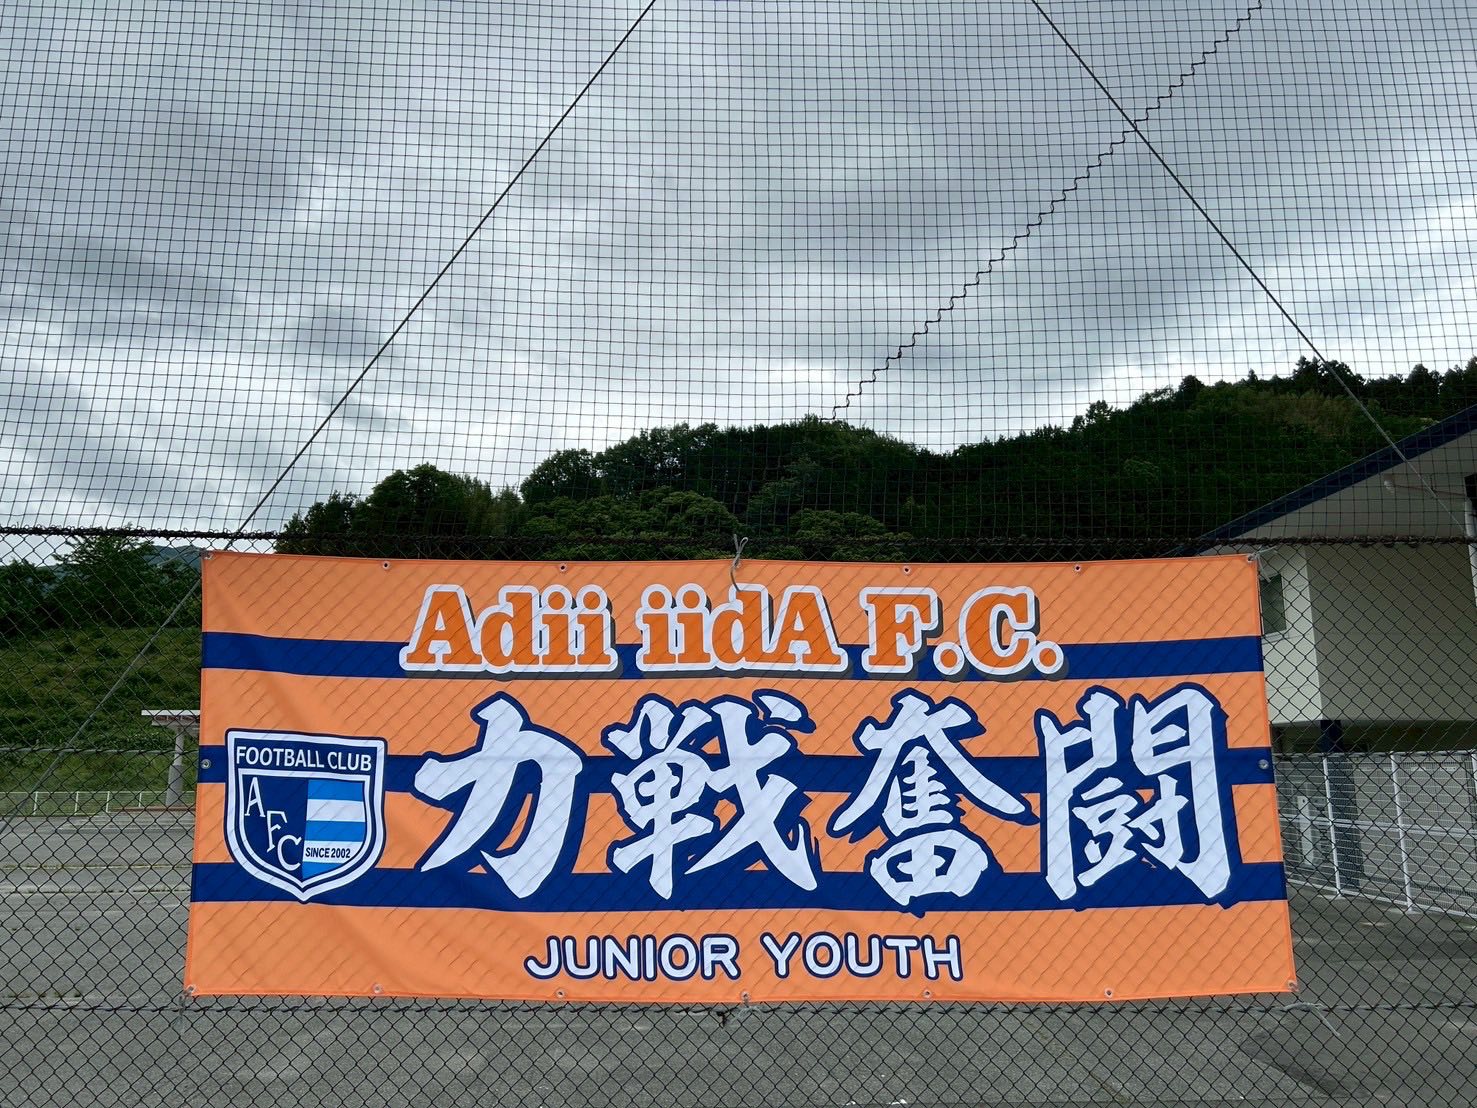 Adii iidA F.C.
力戦奮闘
FOOTBALL CLUB
AFC
SINCE 2002
JUNIOR YOUTH